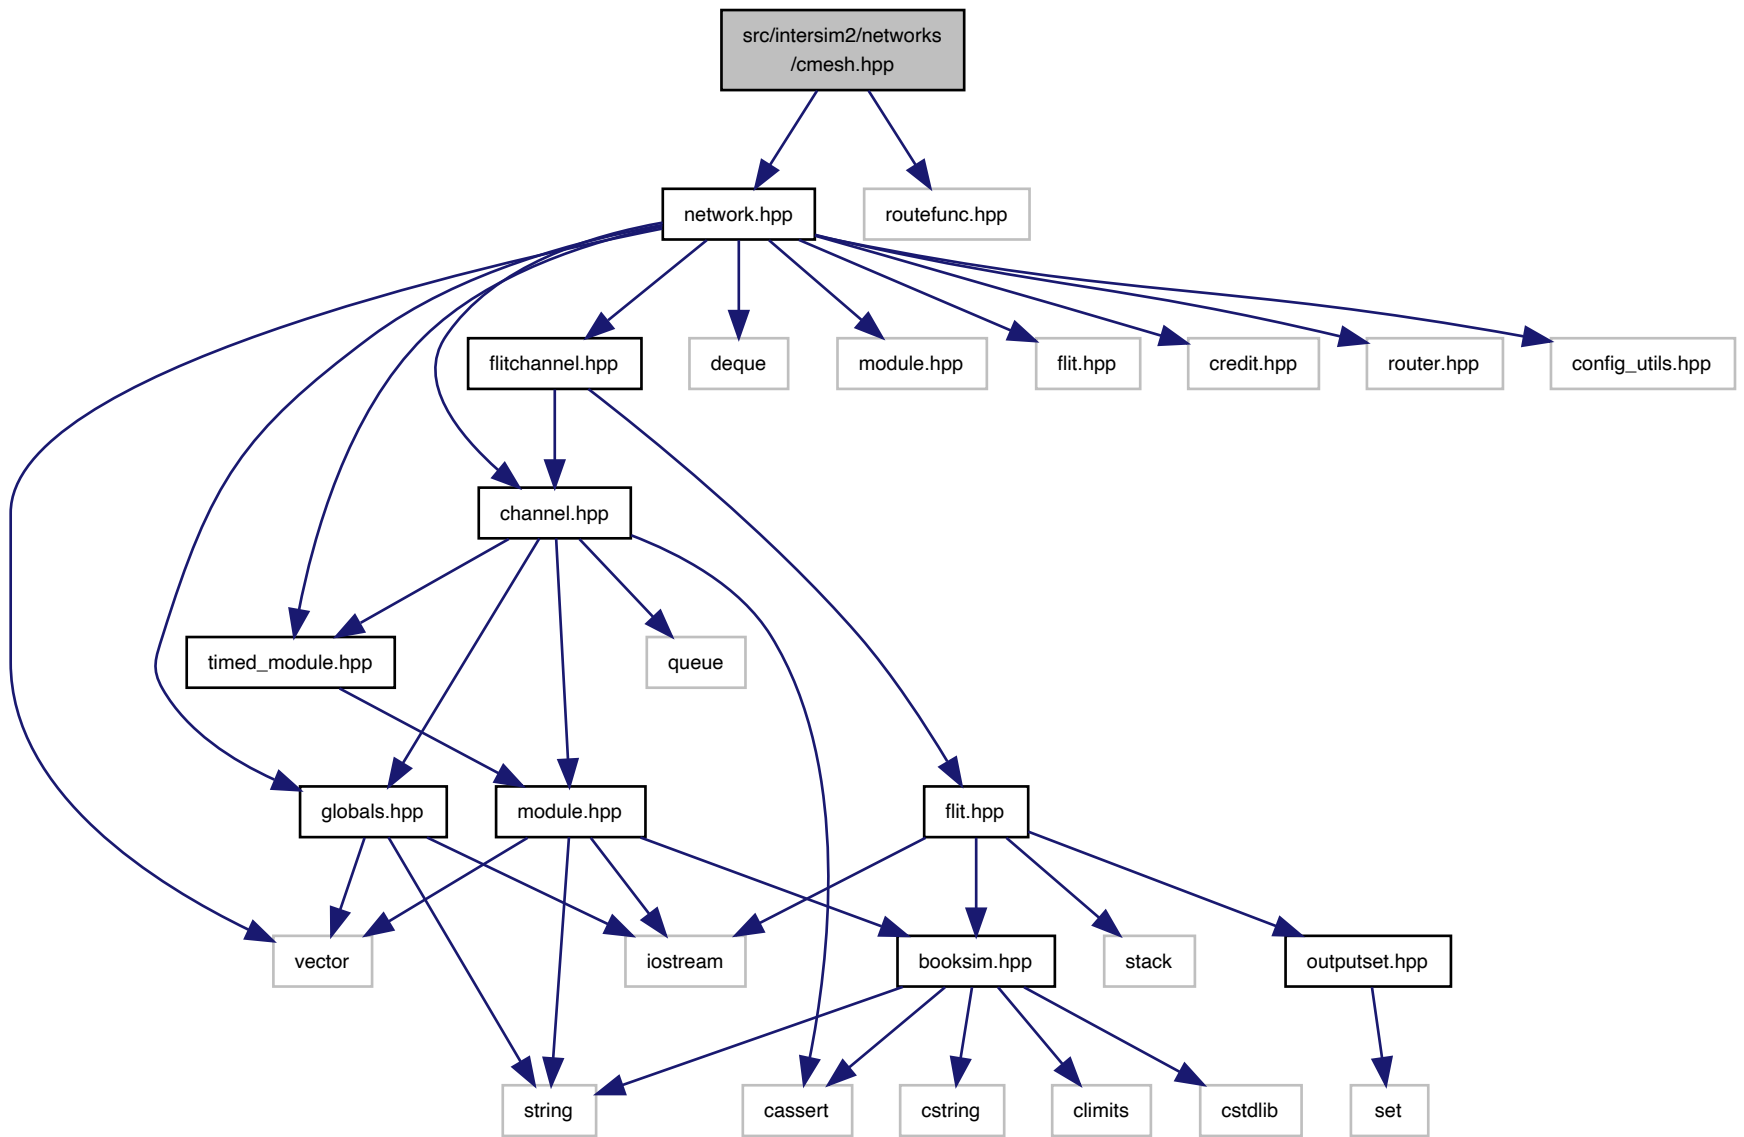 src/intersim2/networks
/cmesh.hpp
network.hpp
routefunc.hpp
flitchannel.hpp
deque
module.hpp
flit.hpp
credit.hpp
router.hpp
config_utils.hpp
channel.hpp
timed_module.hpp
queue
globals.hpp
module.hpp
flit.hpp
vector
iostream
booksim.hpp
stack
outputset.hpp
string
cassert
cstring
climits
cstdlib
set